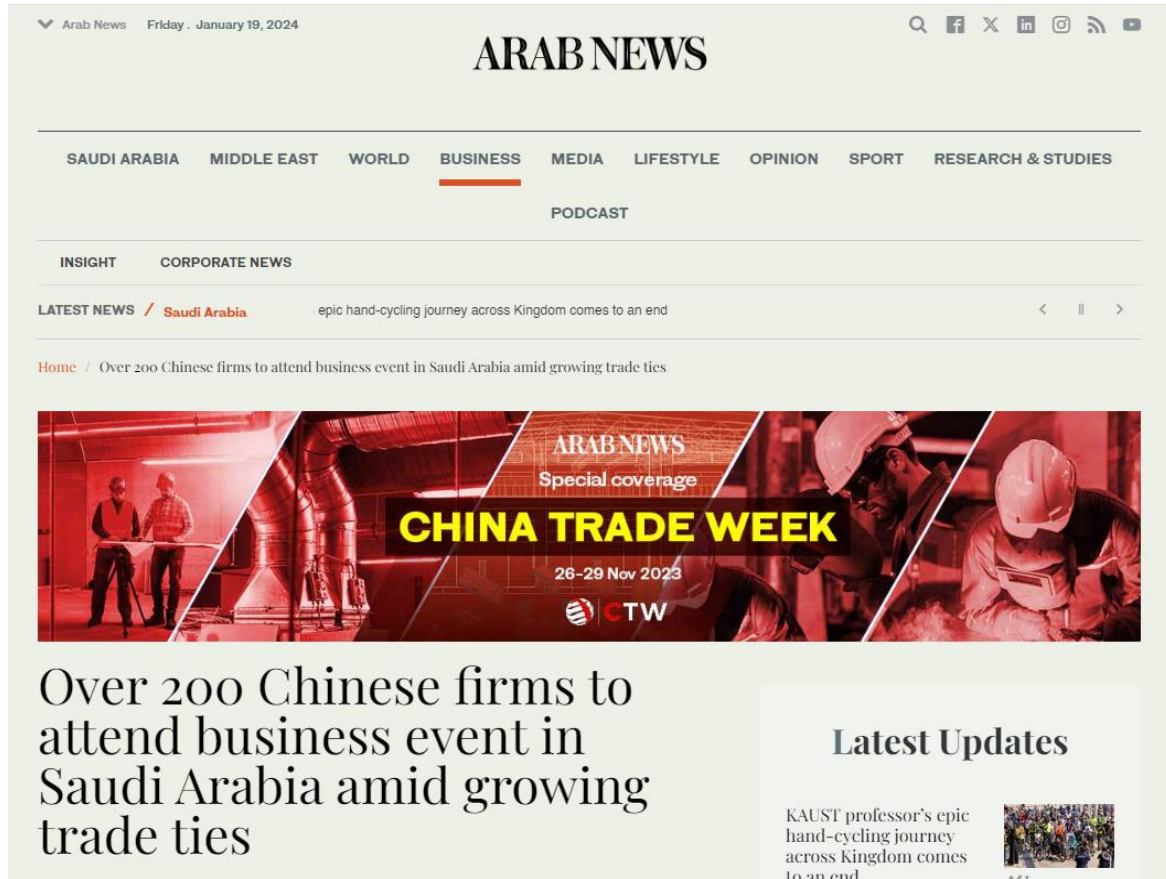 Arab News Friday . January 19, 2024
ARAB NEWS
SAUDI ARABIA MIDDLE EAST WORLD BUSINESS MEDIA LIFESTYLE OPINION SPORT RESEARCH & STUDIES
PODCAST
INSIGHT CORPORATE NEWS
LATEST NEWS / Saudi Arabia epic hand-cycling journey across Kingdom comes to an end
Home / Over 200 Chinese firms to attend business event in Saudi Arabia amid growing trade ties
ARAB NEWS
Special coverage
CHINA TRADE WEEK
26-29 Nov 2023
CTW
Over 200 Chinese firms to
attend business event in
Saudi Arabia amid growing
trade ties
Latest Updates
KAUST professor's epic
hand-cycling journey
across Kingdom comes
to an end